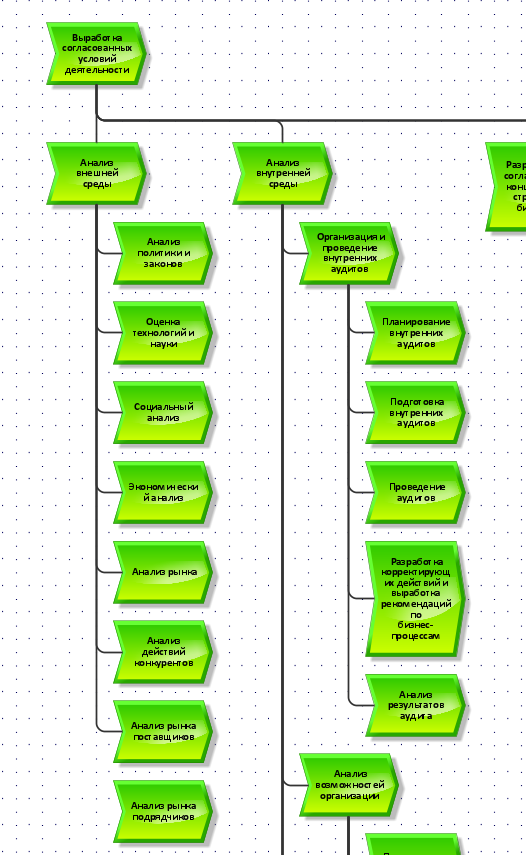 Выработка
согласованных
условий
деятельности
Анализ
внешней
среды
Анализ
внутренней
среды
Анализ
политики и
законов
Организация и
проведение
внутренних
аудитов
Оценка
технологий и
науки
Планирование
внутренних
аудитов
Социальный
анализ
Подготовка
внутренних
аудитов
Экономически
й анализ
Проведение
аудитов
Анализ рынка
Разработка
корректирующ
их действий и
выработка
рекомендаций
по
бизнес-
процессам
Анализ
действий
конкурентов
Анализ
результатов
аудита
Анализ рынка
поставщиков
Анализ
возможностей
организации
Анализ рынка
подрядчиков